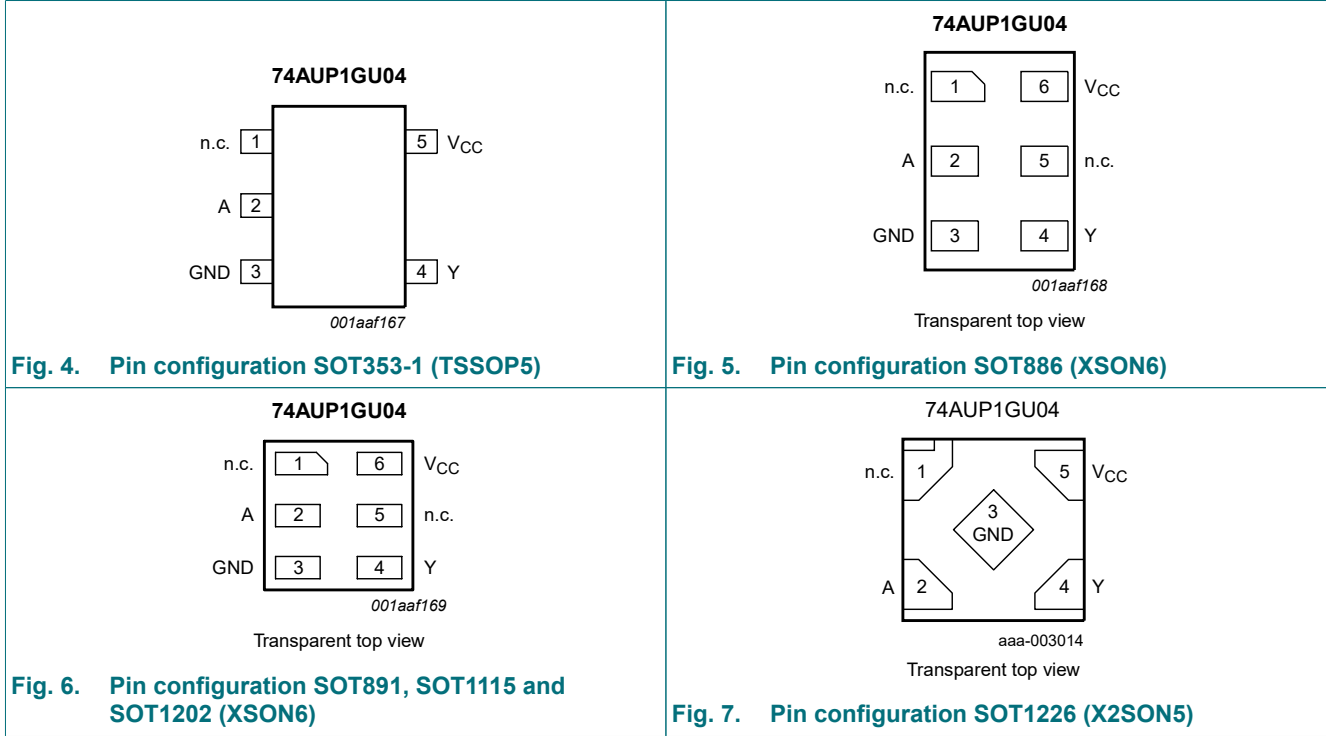 74AUP1GU04
n.c. 1 5 VCC
A 2
GND 3 4 Y
001aaf167
Fig. 4. Pin configuration SOT353-1 (TSSOP5)
74AUP1GU04
n.c. 1 6 VCC
A 2 5 n.c.
GND 3 4 Y
001aaf168
Transparent top view
Fig. 5. Pin configuration SOT886 (XSON6)
74AUP1GU04
n.c. 1 6 VCC
A 2 5 n.c.
GND 3 4 Y
001aaf169
Transparent top view
Fig. 6. Pin configuration SOT891, SOT1115 and
SOT1202 (XSON6)
74AUP1GU04
n.c. 1 5 VCC
3
GND
A 2 4 Y
aaa-003014
Transparent top view
Fig. 7. Pin configuration SOT1226 (X2SON5)